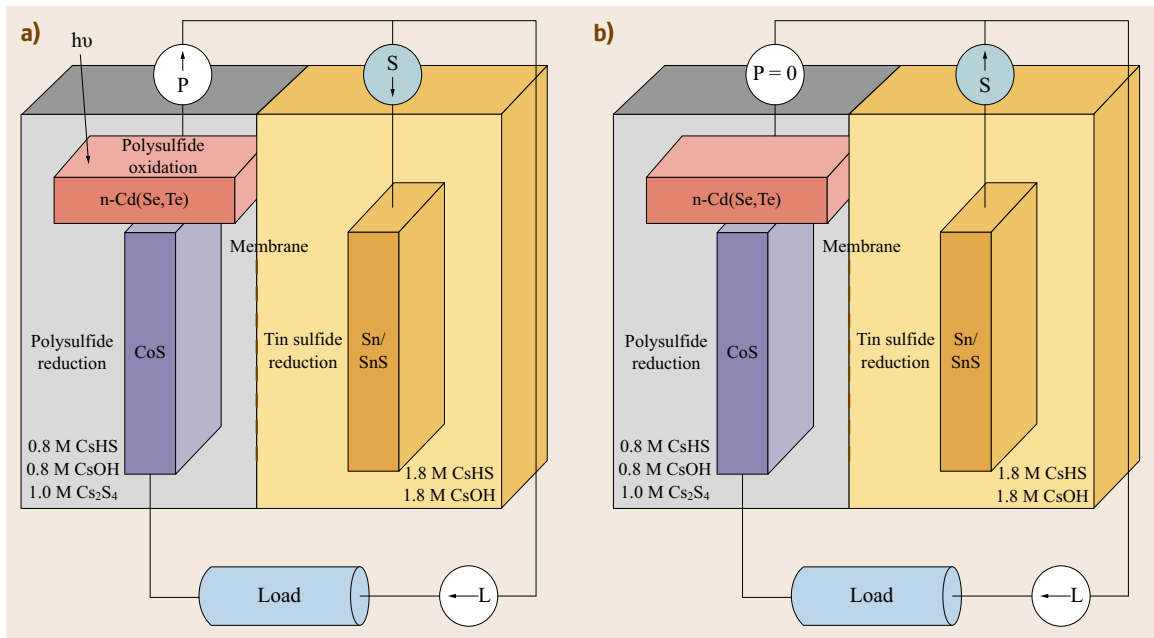 a)
hυ
P
S
Polysulfide
oxidation
n-Cd(Se,Te)
Membrane
Polysulfide
reduction
CoS
Tin sulfide
reduction
Sn/
SnS
0.8 M CsHS
0.8 M CsOH
1.0 M Cs₂S₄
1.8 M CsHS
1.8 M CsOH
Load
L
b)
P = 0
S
n-Cd(Se,Te)
Membrane
Polysulfide
reduction
CoS
Tin sulfide
reduction
Sn/
SnS
0.8 M CsHS
0.8 M CsOH
1.0 M Cs₂S₄
1.8 M CsHS
1.8 M CsOH
Load
L